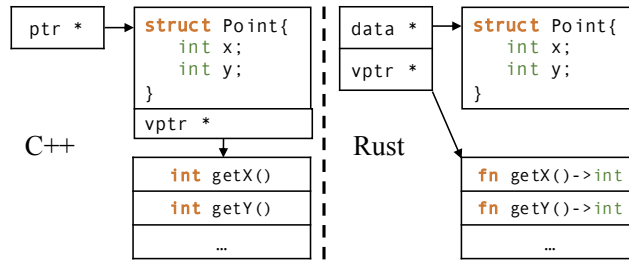 ptr *
struct Point{
int x;
int y;
}
vptr *
C++
int getX()
int getY()
…
data *
vptr *
struct Point{
int x;
int y;
}
Rust
fn getX()->int
fn getY()->int
…